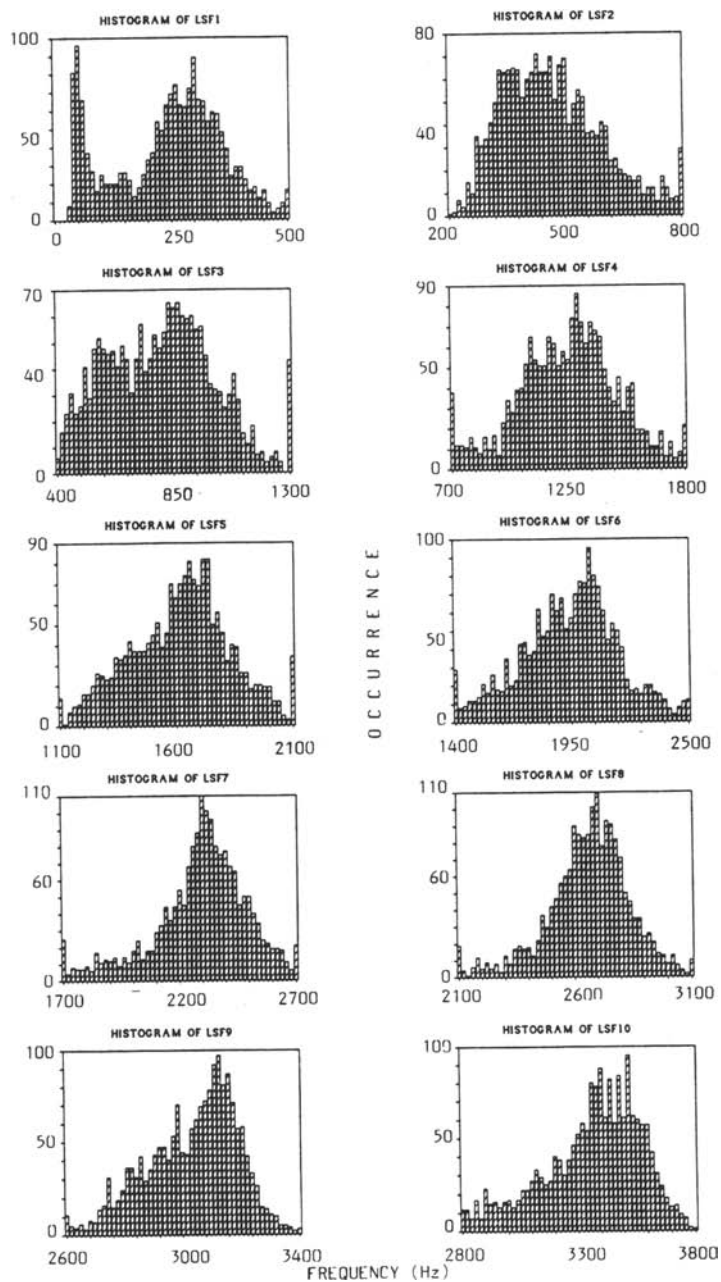 HISTOGRAM OF LSF1
100
50
0
0 250 500
HISTOGRAM OF LSF2
80
40
0
200 500 800
HISTOGRAM OF LSF3
70
40
0
400 850 1300
HISTOGRAM OF LSF4
90
50
0
700 1250 1800
HISTOGRAM OF LSF5
90
50
0
1100 1600 2100
OCCURRENCE
HISTOGRAM OF LSF6
100
50
0
1400 1950 2500
HISTOGRAM OF LSF7
110
60
0
1700 2200 2700
HISTOGRAM OF LSF8
110
60
0
2100 2600 3100
HISTOGRAM OF LSF9
100
50
0
2600 3000 3400
HISTOGRAM OF LSF10
100
50
0
2800 3300 3800
FREQUENCY (Hz)